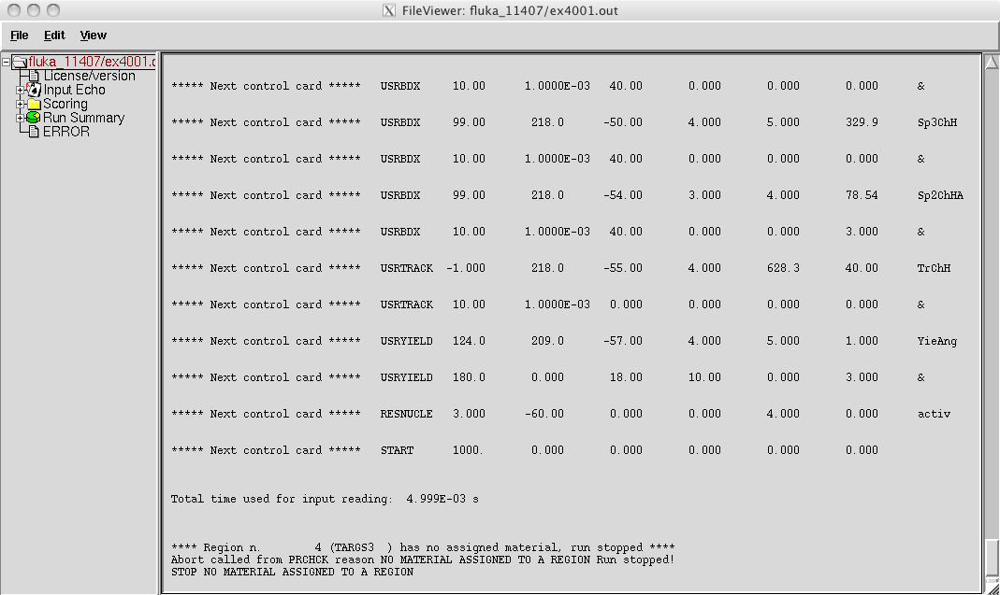 FileViewer: fluka_11407/ex4001.out
File Edit View
fluka_11407/ex4001.o
License/version
Input Echo
Scoring
Run Summary
ERROR
***** Next control card ***** USRBDX 10.00 1.0000E-03 40.00 0.000 0.000 0.000 &
***** Next control card ***** USRBDX 99.00 218.0 -50.00 4.000 5.000 329.9 Sp3ChH
***** Next control card ***** USRBDX 10.00 1.0000E-03 40.00 0.000 0.000 0.000 &
***** Next control card ***** USRBDX 99.00 218.0 -54.00 3.000 4.000 78.54 Sp2ChHA
***** Next control card ***** USRBDX 10.00 1.0000E-03 40.00 0.000 0.000 3.000 &
***** Next control card ***** USRTRACK -1.000 218.0 -55.00 4.000 628.3 40.00 TrChH
***** Next control card ***** USRTRACK 10.00 1.0000E-03 0.000 0.000 0.000 0.000 &
***** Next control card ***** USRYIELD 124.0 209.0 -57.00 4.000 5.000 1.000 YieAng
***** Next control card ***** USRYIELD 180.0 0.000 18.00 10.00 0.000 3.000 &
***** Next control card ***** RESNUCLE 3.000 -60.00 0.000 0.000 4.000 0.000 activ
***** Next control card ***** START 1000. 0.000 0.000 0.000 0.000 0.000
Total time used for input reading: 4.999E-03 s
**** Region n. 4 (TARGS3 ) has no assigned material, run stopped ****
Abort called from PRCHCK reason NO MATERIAL ASSIGNED TO A REGION Run stopped!
STOP NO MATERIAL ASSIGNED TO A REGION